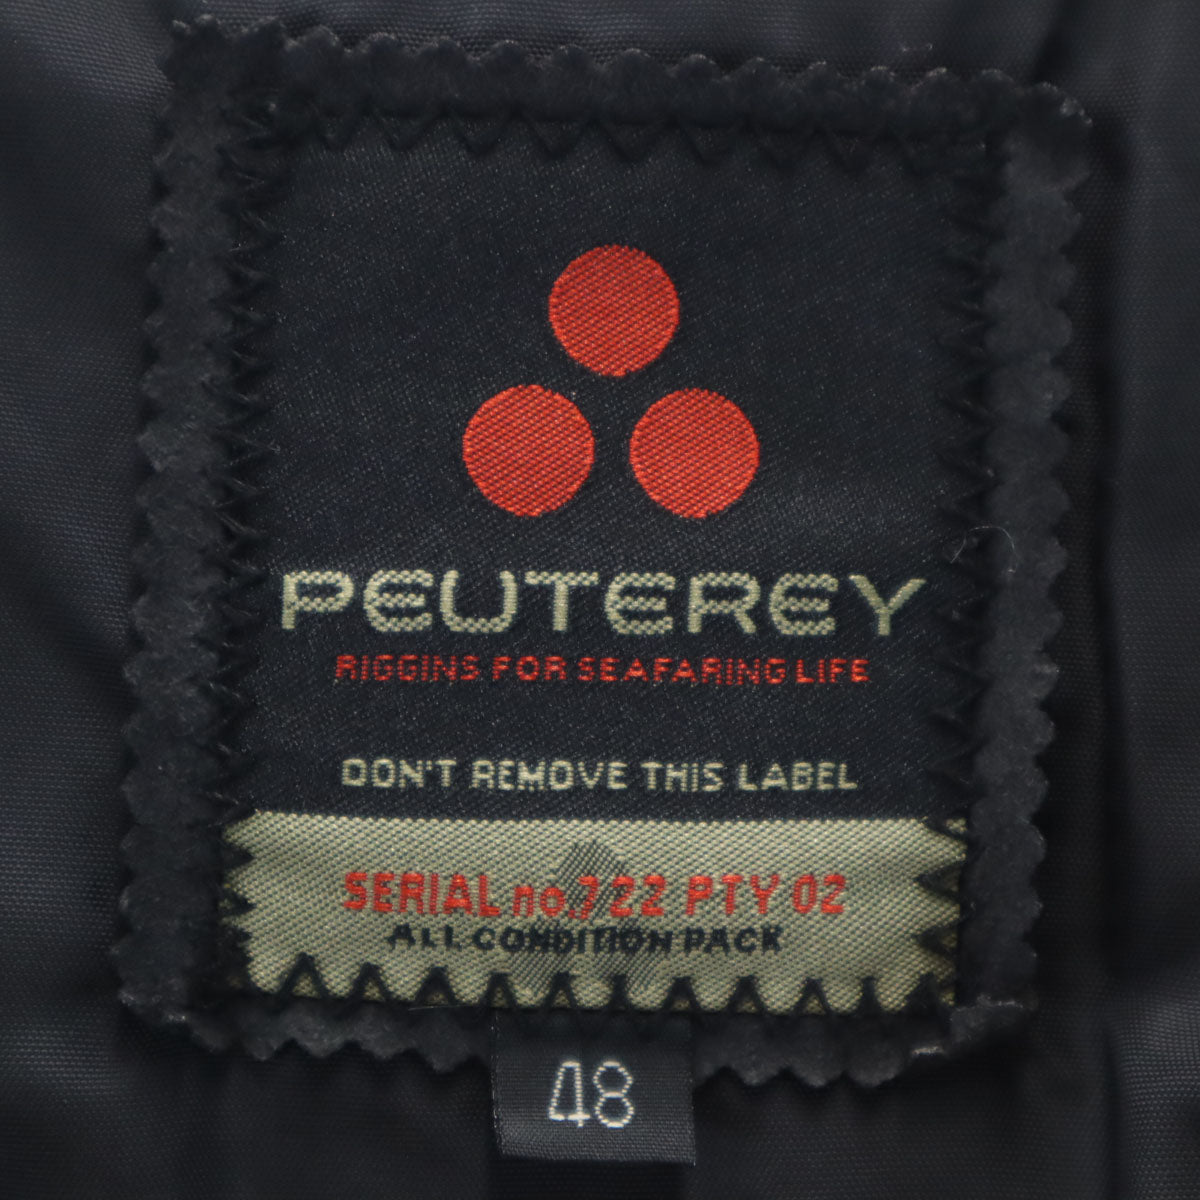 PEUTEREY
RIGGINS FOR SEAFARING LIFE
DON'T REMOVE THIS LABEL
SERIAL no.722 PTY 02
ALL CONDITION PACK
48